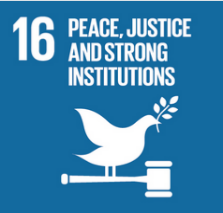 16 PEACE, JUSTICE
AND STRONG
INSTITUTIONS